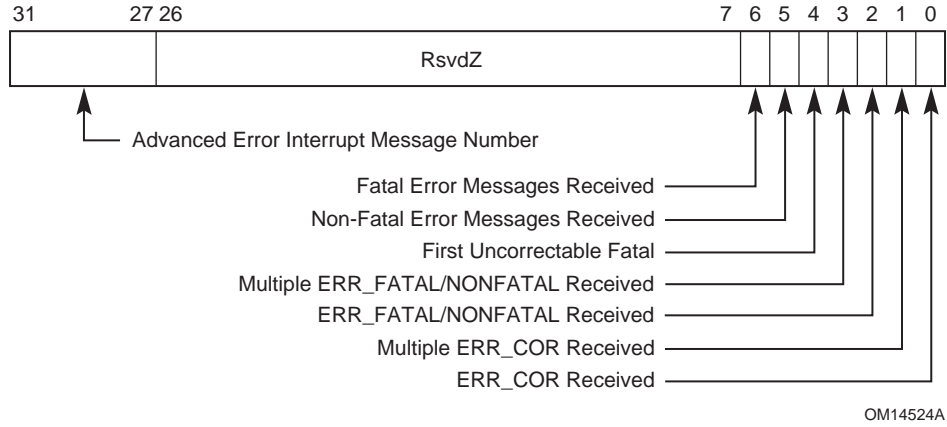 31 27 26 7 6 5 4 3 2 1 0
RsvdZ
Advanced Error Interrupt Message Number
Fatal Error Messages Received
Non-Fatal Error Messages Received
First Uncorrectable Fatal
Multiple ERR_FATAL/NONFATAL Received
ERR_FATAL/NONFATAL Received
Multiple ERR_COR Received
ERR_COR Received
OM14524A